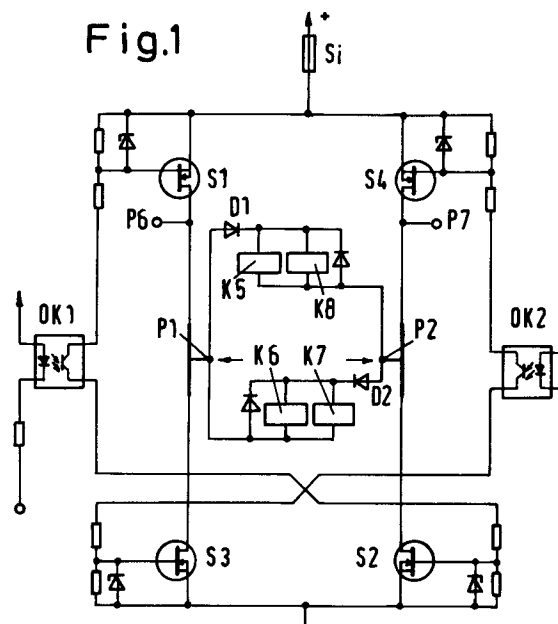 Fig.1
+
Si
S1
S4
P6
P7
D1
K5
K8
OK1
P1
P2
OK2
K6
K7
D2
S3
S2